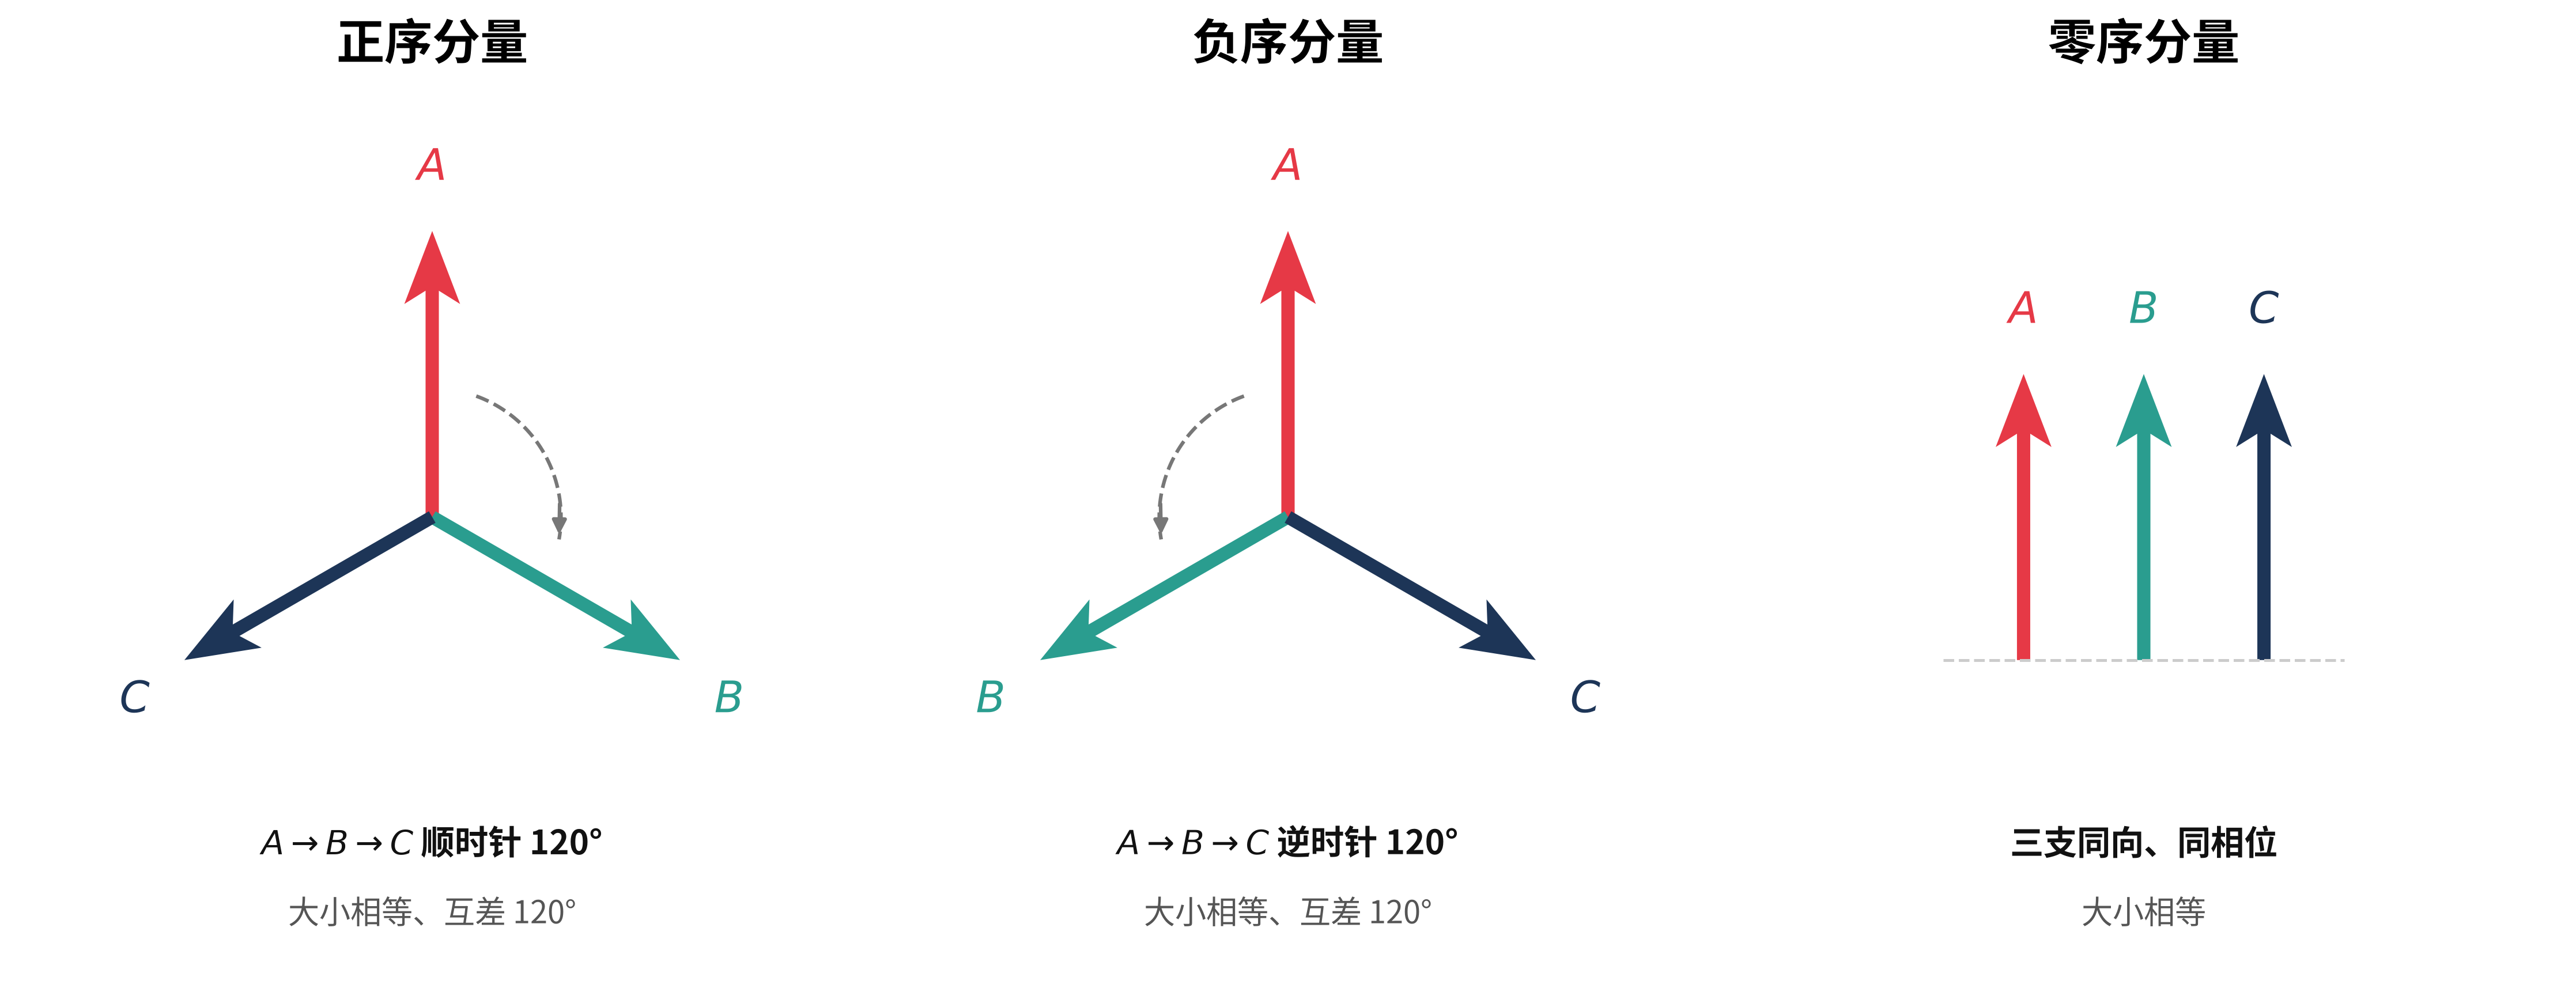 正序分量
A
C
B
A → B → C 顺时针 120°
大小相等、互差 120°
负序分量
A
B
C
A → B → C 逆时针 120°
大小相等、互差 120°
零序分量
A B C
三支同向、同相位
大小相等